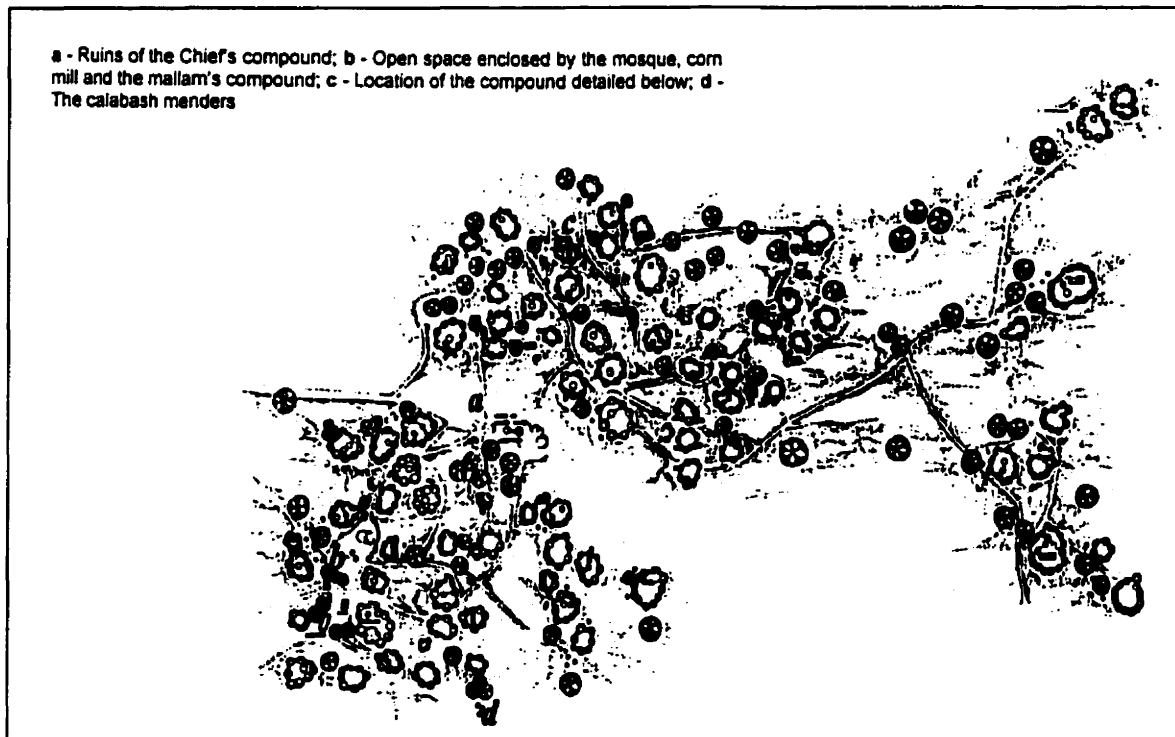 a - Ruins of the Chief's compound; b - Open space enclosed by the mosque, corn
mill and the mallam's compound; c - Location of the compound detailed below; d -
The calabash menders
a